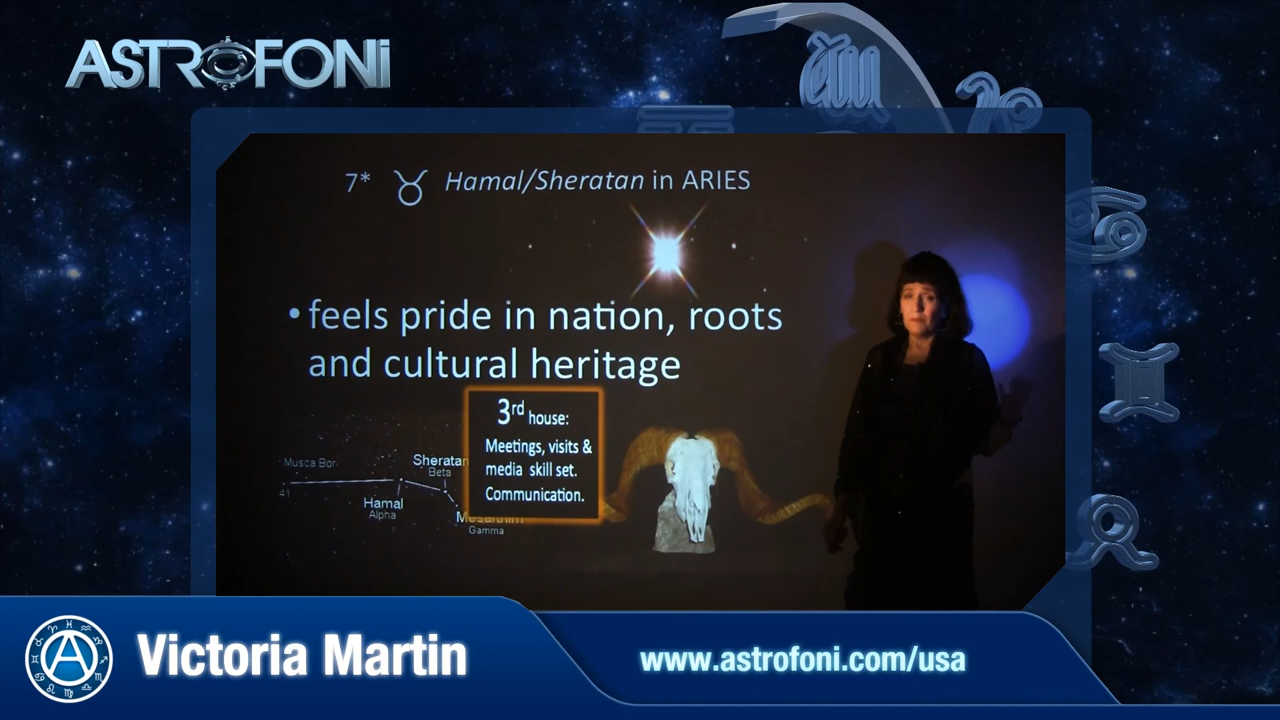 ASTROFONi
7* ♉ Hamal/Sheratan in ARIES
• feels pride in nation, roots
and cultural heritage
3rd house:
Meetings, visits &
media skill set.
Communication.
Musca Bor
41
Sheratan
Beta
Hamal
Alpha
Mesarthim
Gamma
Victoria Martin
www.astrofoni.com/usa